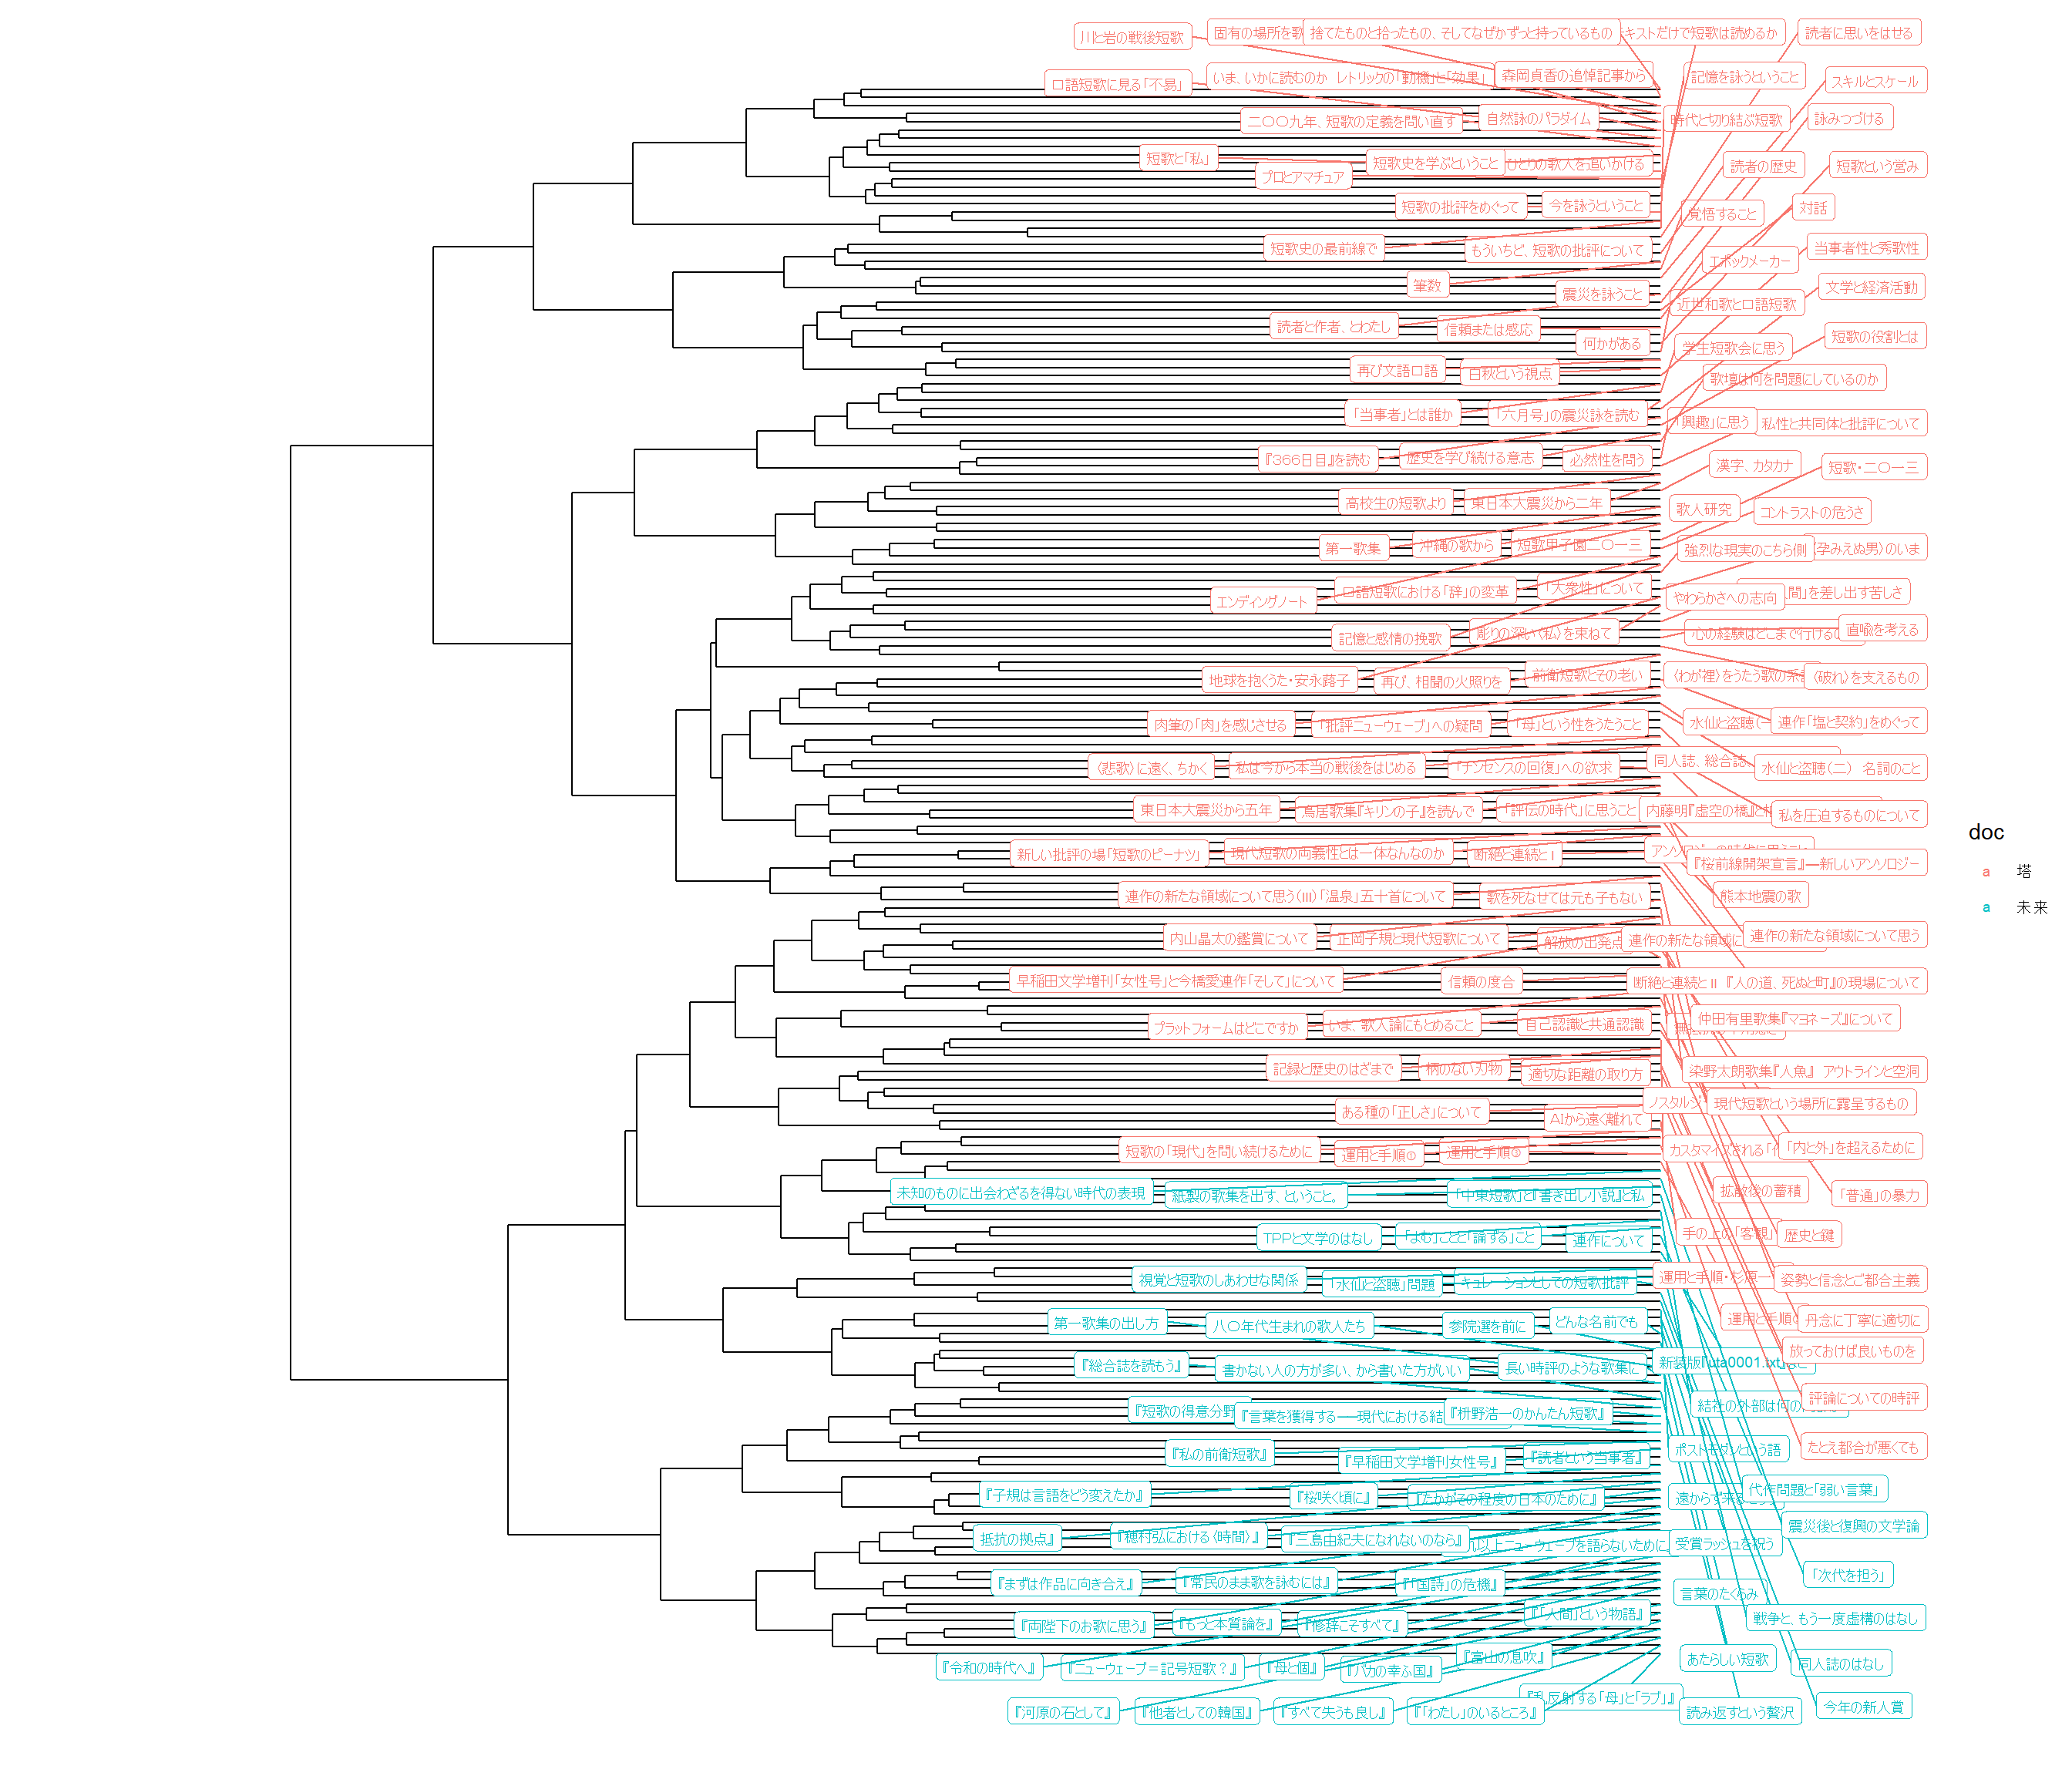 川と岩の戦後短歌
固有の場所を歌
捨てたものと拾ったもの、そしてなぜかずっと持っているもの
キストだけで短歌は読めるか
読者に思いをはせる
口語短歌に見る「不易」
いま、いかに読むのか レトリックの「動機」と「効果」
森岡貞香の追悼記事から
記憶を詠うということ
スキルとスケール
二〇〇九年、短歌の定義を問い直す
自然詠のパラダイム
時代と切り結ぶ短歌
詠みつづける
短歌と「私」
短歌史を学ぶということ
ひとりの歌人を追いかける
読者の歴史
短歌という営み
プロとアマチュア
短歌の批評をめぐって
今を詠うということ
覚悟すること
対話
短歌史の最前線で
もういちど、短歌の批評について
エポックメーカー
当事者性と秀歌性
筆数
震災を詠うこと
近世和歌と口語短歌
文学と経済活動
読者と作者、とわたし
信頼または感応
何かがある
学生短歌会に思う
短歌の役割とは
再び文語口語
白秋という視点
歌壇は何を問題にしているのか
「当事者」とは誰か
「六月号」の震災詠を読む
「興趣」に思う
私性と共同体と批評について
『366日目』を読む
歴史を学び続ける意志
必然性を問う
漢字、カタカナ
短歌・二〇一三
高校生の短歌より
東日本大震災から二年
歌人研究
コントラストの危うさ
第一歌集
沖縄の歌から
短歌甲子園二〇一三
強烈な現実のこちら側
孕みえぬ男〉のいま
エンディングノート
口語短歌における「辞」の変革
「大衆性」について
やわらかさへの志向
間」を差し出す苦しさ
記憶と感情の挽歌
彫りの深い〈私〉を束ねて
心の経験はどこまで行ける
直喩を考える
地球を抱くうた・安永蕗子
再び、相聞の火照りを
前衛短歌とその老い
〈わが裡〉をうたう歌の系
〈破れ〉を支えるもの
肉筆の「肉」を感じさせる
「批評ニューウェーブ」への疑問
「母」という性をうたうこと
水仙と盗聴(一
連作「塩と契約」をめぐって
〈悲歌〉に遠く、ちかく
私は今から本当の戦後をはじめる
「ナンセンスの回復」への欲求
同人誌、総合誌
水仙と盗聴(二) 名詞のこと
東日本大震災から五年
鳥居歌集『キリンの子』を読んで
「評伝の時代」に思うこと
内藤明『虚空の橋』と
私を圧迫するものについて
新しい批評の場「短歌のピーナツ」
現代短歌の両義性とは一体なんなのか
断絶と連続とⅠ
アンソロジーの時代に思うこと
『桜前線開架宣言』―新しいアンソロジー
連作の新たな領域について思う(Ⅲ)「温泉」五十首について
歌を死なせては元も子もない
熊本地震の歌
内山晶太の鑑賞について
正岡子規と現代短歌について
解放の出発点
連作の新たな領域に
連作の新たな領域について思う
早稲田文学増刊「女性号」と今橋愛連作「そして」について
信頼の度合
断絶と連続とⅡ 『人の道、死ぬと町』の現場について
プラットフォームはどこですか
いま、歌人論にもとめること
自己認識と共通認識
仲田有里歌集『マヨネーズ』について
記録と歴史のはざまで
柄のない刃物
適切な距離の取り方
染野太朗歌集『人魚』 アウトラインと空洞
ある種の「正しさ」について
AIから遠く離れて
ノスタルジ
現代短歌という場所に露呈するもの
短歌の「現代」を問い続けるために
運用と手順①
運用と手順③
カスタマイズされる「
「内と外」を超えるために
未知のものに出会わざるを得ない時代の表現
紙製の歌集を出す、ということ。
「中東短歌」と『書き出し小説』と私
拡散後の蓄積
「普通」の暴力
TPPと文学のはなし
「よむ」ことと「論ずる」こと
連作について
手の上の「客観」
歴史と鍵
視覚と短歌のしあわせな関係
「水仙と盗聴」問題
キュレーションとしての短歌批評
運用と手順・杉原一
姿勢と信念とご都合主義
第一歌集の出し方
八〇年代生まれの歌人たち
参院選を前に
どんな名前でも
運用と手順
丹念に丁寧に適切に
『総合誌を読もう』
書かない人の方が多い、から書いた方がいい
長い時評のような歌集に
新装版『uta0001.txt』など
放っておけば良いものを
『短歌の得意分野
『言葉を獲得する――現代における結
『枡野浩一のかんたん短歌』
結社の外部は何の
評論についての時評
『私の前衛短歌』
『早稲田文学増刊女性号』
『読者という当事者』
ポストモダンという語
たとえ都合が悪くても
『子規は言語をどう変えたか』
『桜咲く頃に』
『たかがその程度の日本のために』
遠からず来る
代作問題と「弱い言葉」
抵抗の拠点』
『穂村弘における〈時間〉』
『三島由紀夫になれないのなら』
れ以上ニューウェーブを語らないために
受賞ラッシュを祝う
震災後と復興の文学論
『まずは作品に向き合え』
『常民のまま歌を詠むには』
『「国詩」の危機』
言葉のたくらみ
「次代を担う」
『両陛下のお歌に思う』
『もっと本質論を』
『修辞こそすべて』
『「人間」という物語』
戦争と、もう一度虚構のはなし
『令和の時代へ』
『ニューウェーブ=記号短歌?』
『母と個』
『バカの幸ふ国』
『富山の息吹』
あたらしい短歌
同人誌のはなし
『河原の石として』
『他者としての韓国』
『すべて失うも良し』
『「わたし」のいるところ』
『乱反射する「母」と「ラブ」』
読み返すという贅沢
今年の新人賞
doc
a 塔
a 未来